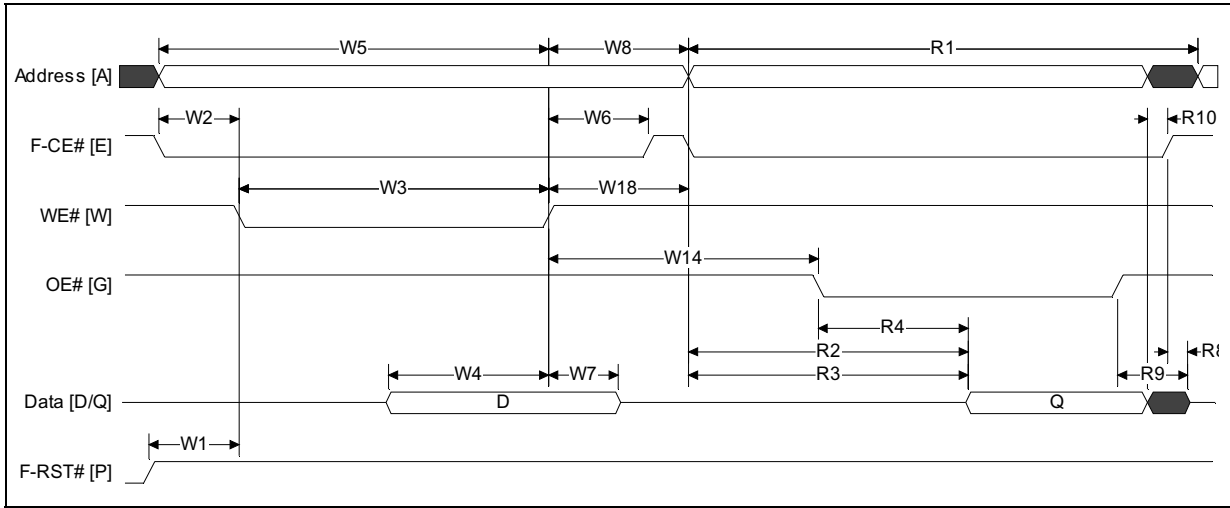 W5 W8 R1
Address [A]
W2 W6 R10
F-CE# [E]
W3 W18
WE# [W]
W14
OE# [G]
R4
R2
W4 W7 R3 R9 R8
Data [D/Q] D Q
W1
F-RST# [P]